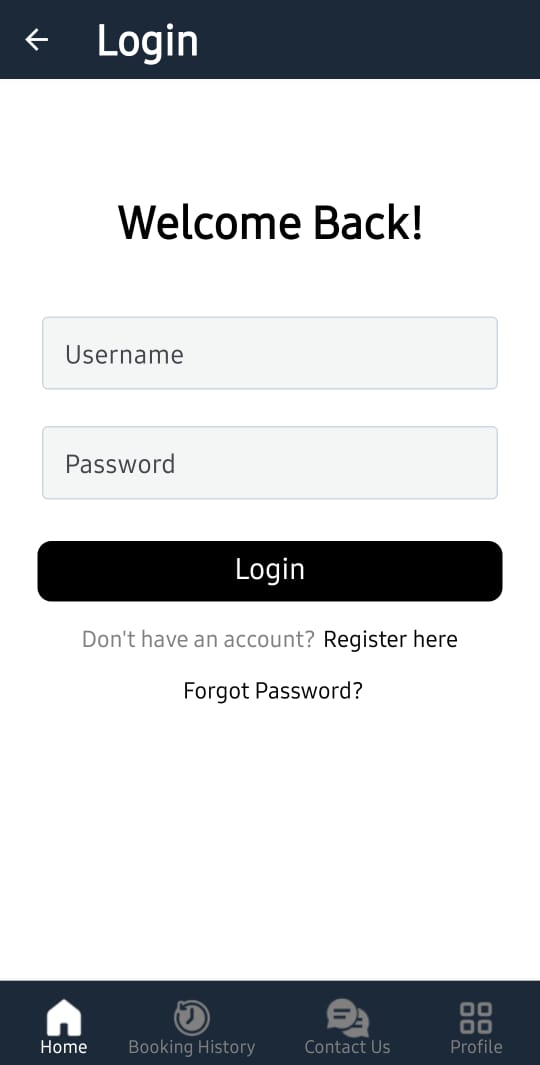 Login
Welcome Back!
Username
Password
Login
Don't have an account? Register here
Forgot Password?
Home Booking History Contact Us Profile